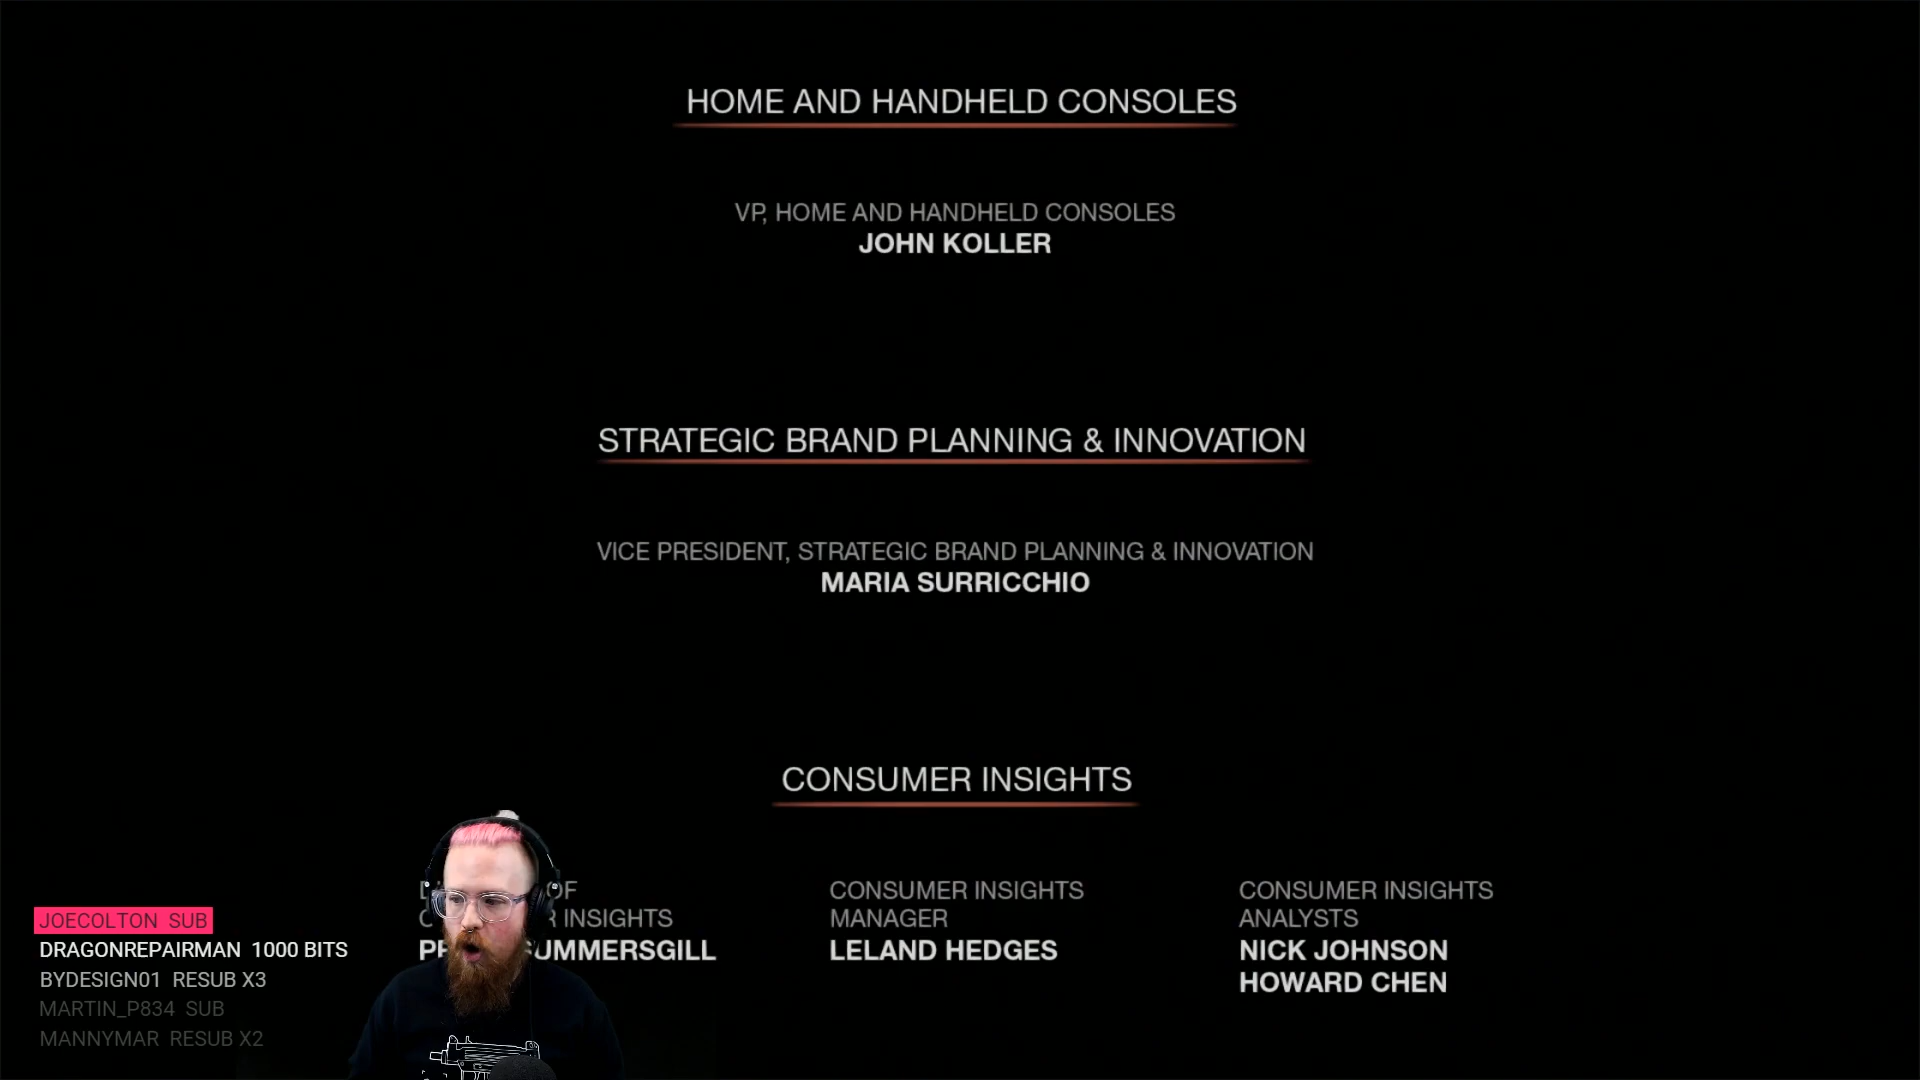 HOME AND HANDHELD CONSOLES
VP, HOME AND HANDHELD CONSOLES
JOHN KOLLER
STRATEGIC BRAND PLANNING & INNOVATION
VICE PRESIDENT, STRATEGIC BRAND PLANNING & INNOVATION
MARIA SURRICCHIO
CONSUMER INSIGHTS
OF
INSIGHTS
SUMMERSGILL
CONSUMER INSIGHTS
MANAGER
LELAND HEDGES
CONSUMER INSIGHTS
ANALYSTS
NICK JOHNSON
HOWARD CHEN
JOECOLTON SUB
DRAGONREPAIRMAN 1000 BITS
BYDESIGN01 RESUB X3
MARTIN_P834 SUB
MANNYMAR RESUB X2